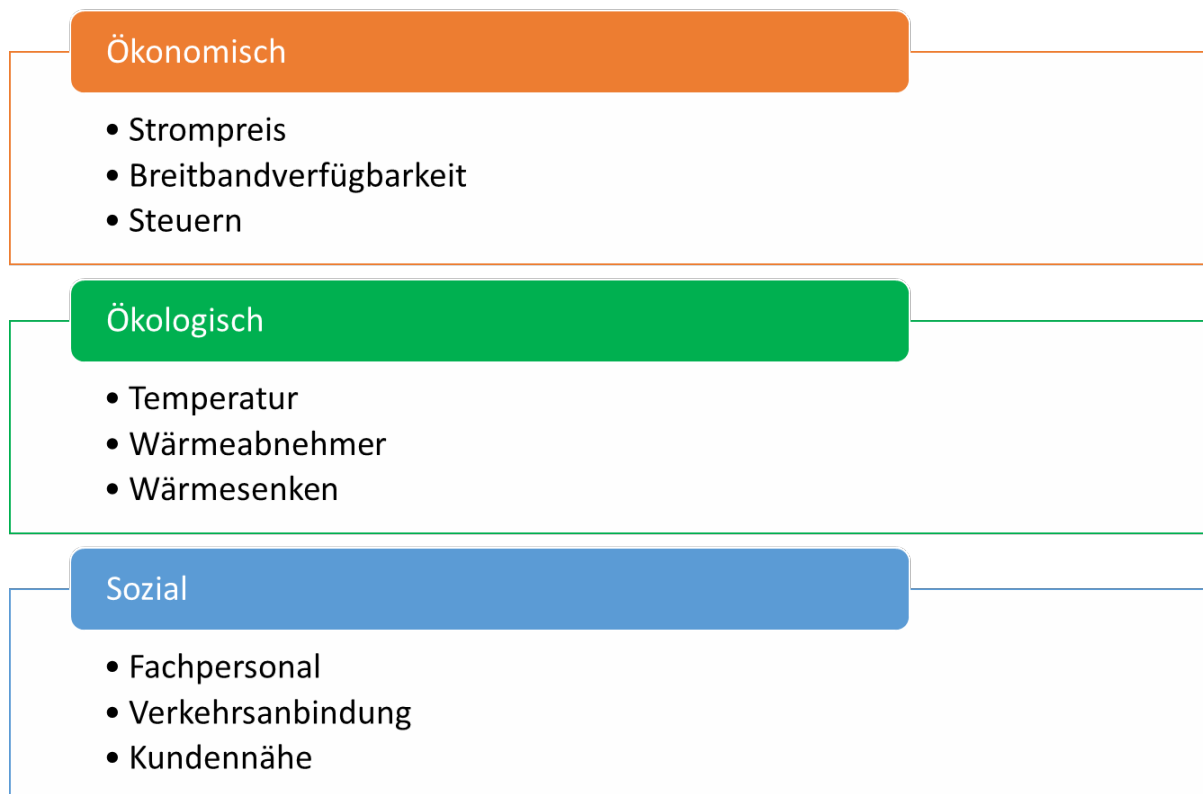 Ökonomisch
• Strompreis
• Breitbandverfügbarkeit
• Steuern
Ökologisch
• Temperatur
• Wärmeabnehmer
• Wärmesenken
Sozial
• Fachpersonal
• Verkehrsanbindung
• Kundennähe